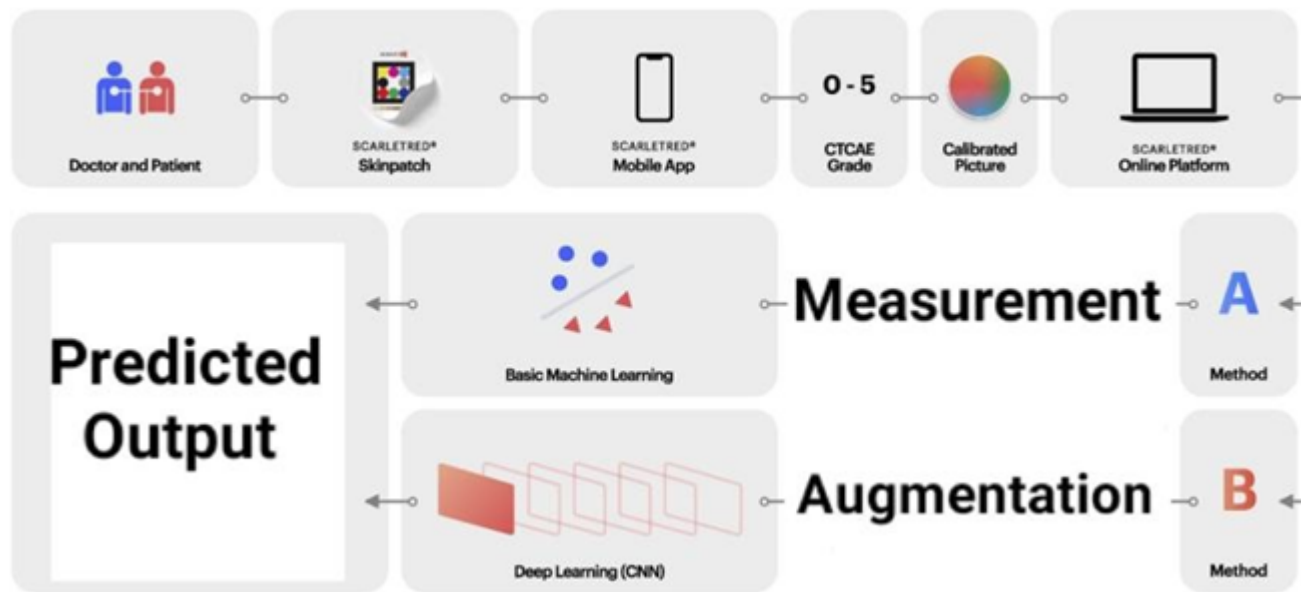 Doctor and Patient
SCARLETRED®
Skinpatch
SCARLETRED®
Mobile App
0 - 5
CTCAE
Grade
Calibrated
Picture
SCARLETRED®
Online Platform
Predicted
Output
Basic Machine Learning
Measurement
A
Method
Deep Learning (CNN)
Augmentation
B
Method